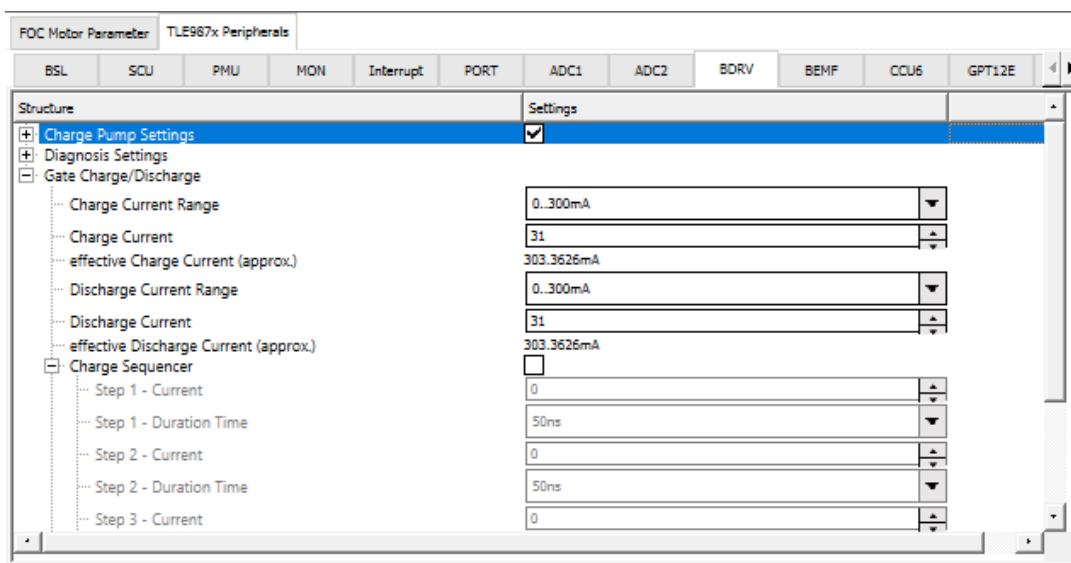 FOC Motor Parameter TLE987x Peripherals
BSL SCU PMU MON Interrupt PORT ADC1 ADC2 BDRV BEMF CCU6 GPT12E
Structure Settings
Charge Pump Settings
Diagnosis Settings
Gate Charge/Discharge
Charge Current Range 0..300mA
Charge Current 31
effective Charge Current (approx.) 303.3626mA
Discharge Current Range 0..300mA
Discharge Current 31
effective Discharge Current (approx.) 303.3626mA
Charge Sequencer
Step 1 - Current 0
Step 1 - Duration Time 50ns
Step 2 - Current 0
Step 2 - Duration Time 50ns
Step 3 - Current 0